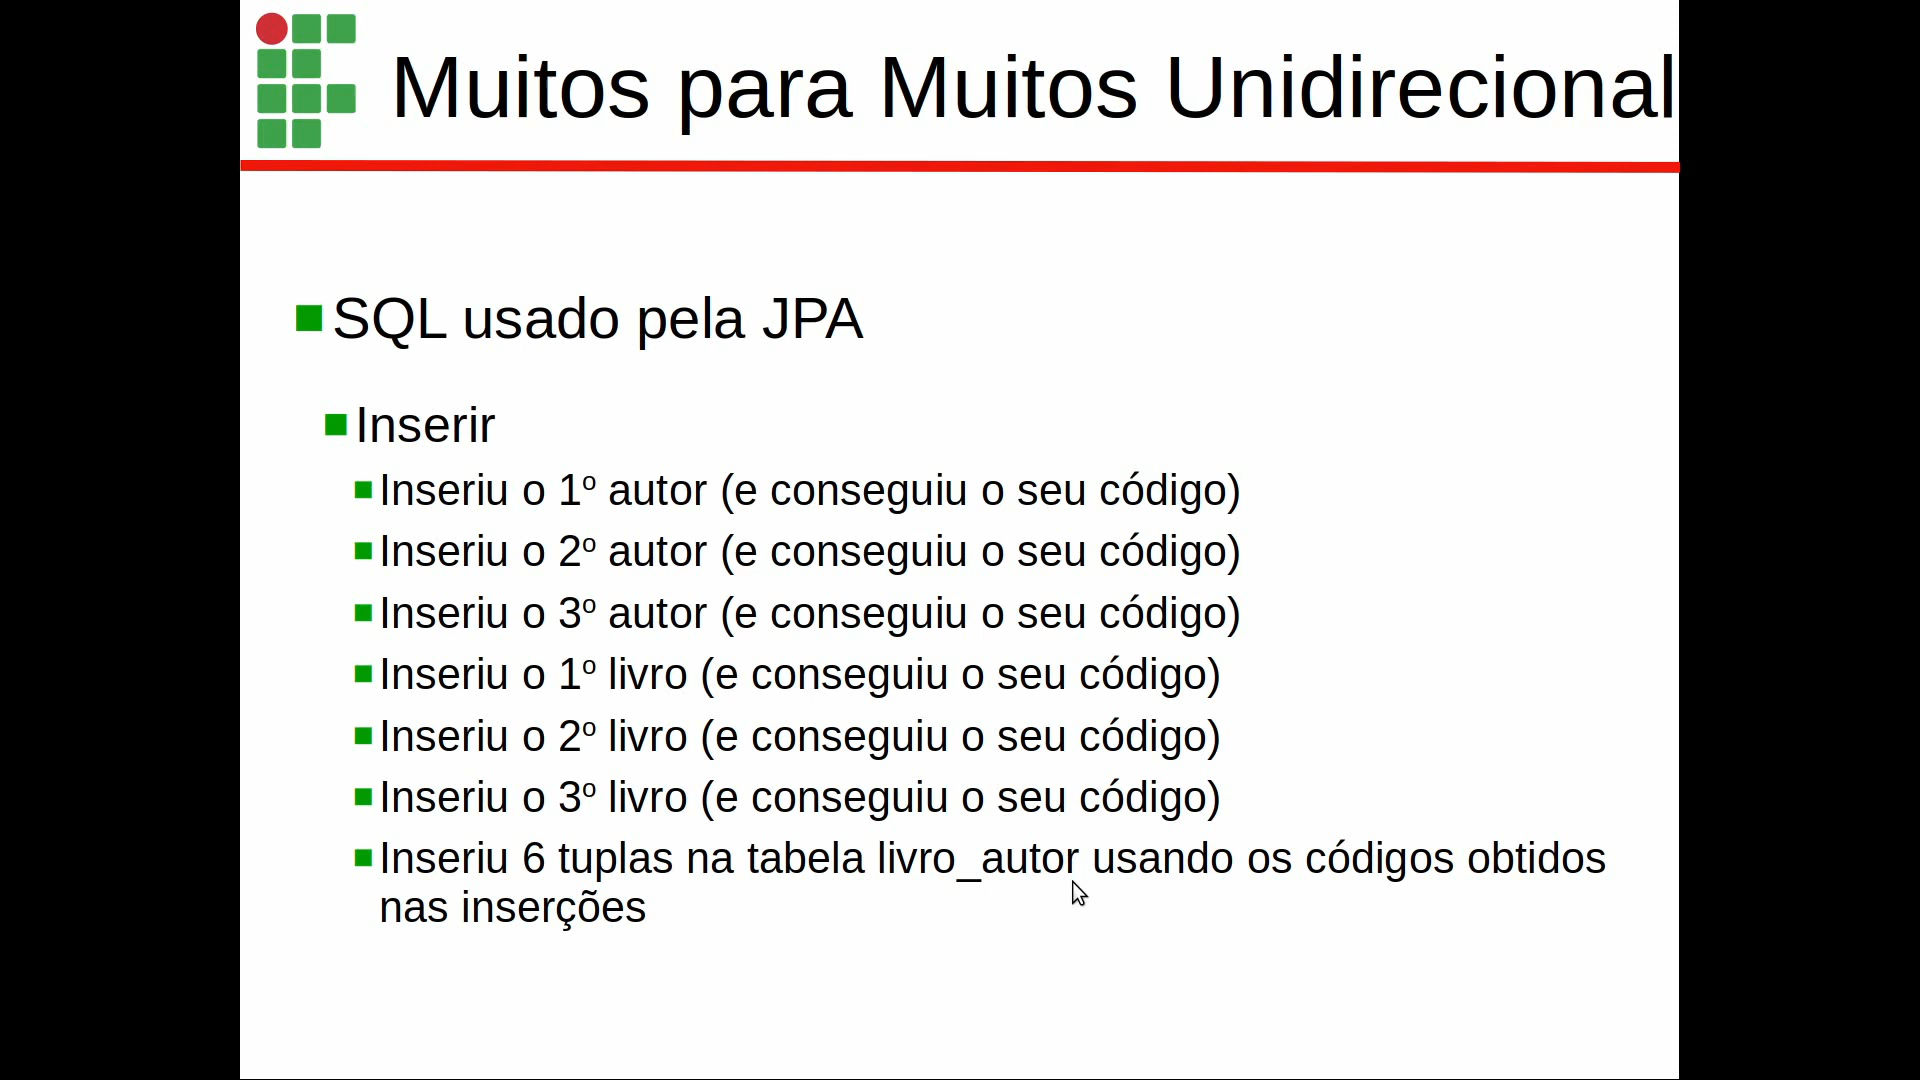 Muitos para Muitos Unidirecional
SQL usado pela JPA
Inserir
Inseriu o 1º autor (e conseguiu o seu código)
Inseriu o 2º autor (e conseguiu o seu código)
Inseriu o 3º autor (e conseguiu o seu código)
Inseriu o 1º livro (e conseguiu o seu código)
Inseriu o 2º livro (e conseguiu o seu código)
Inseriu o 3º livro (e conseguiu o seu código)
Inseriu 6 tuplas na tabela livro_autor usando os códigos obtidos
nas inserções